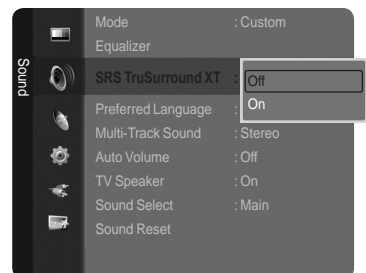 Sound
Mode : Custom
Equalizer
SRS TruSurround XT :
Off
On
Preferred Language :
Multi-Track Sound : Stereo
Auto Volume : Off
TV Speaker : On
Sound Select : Main
Sound Reset